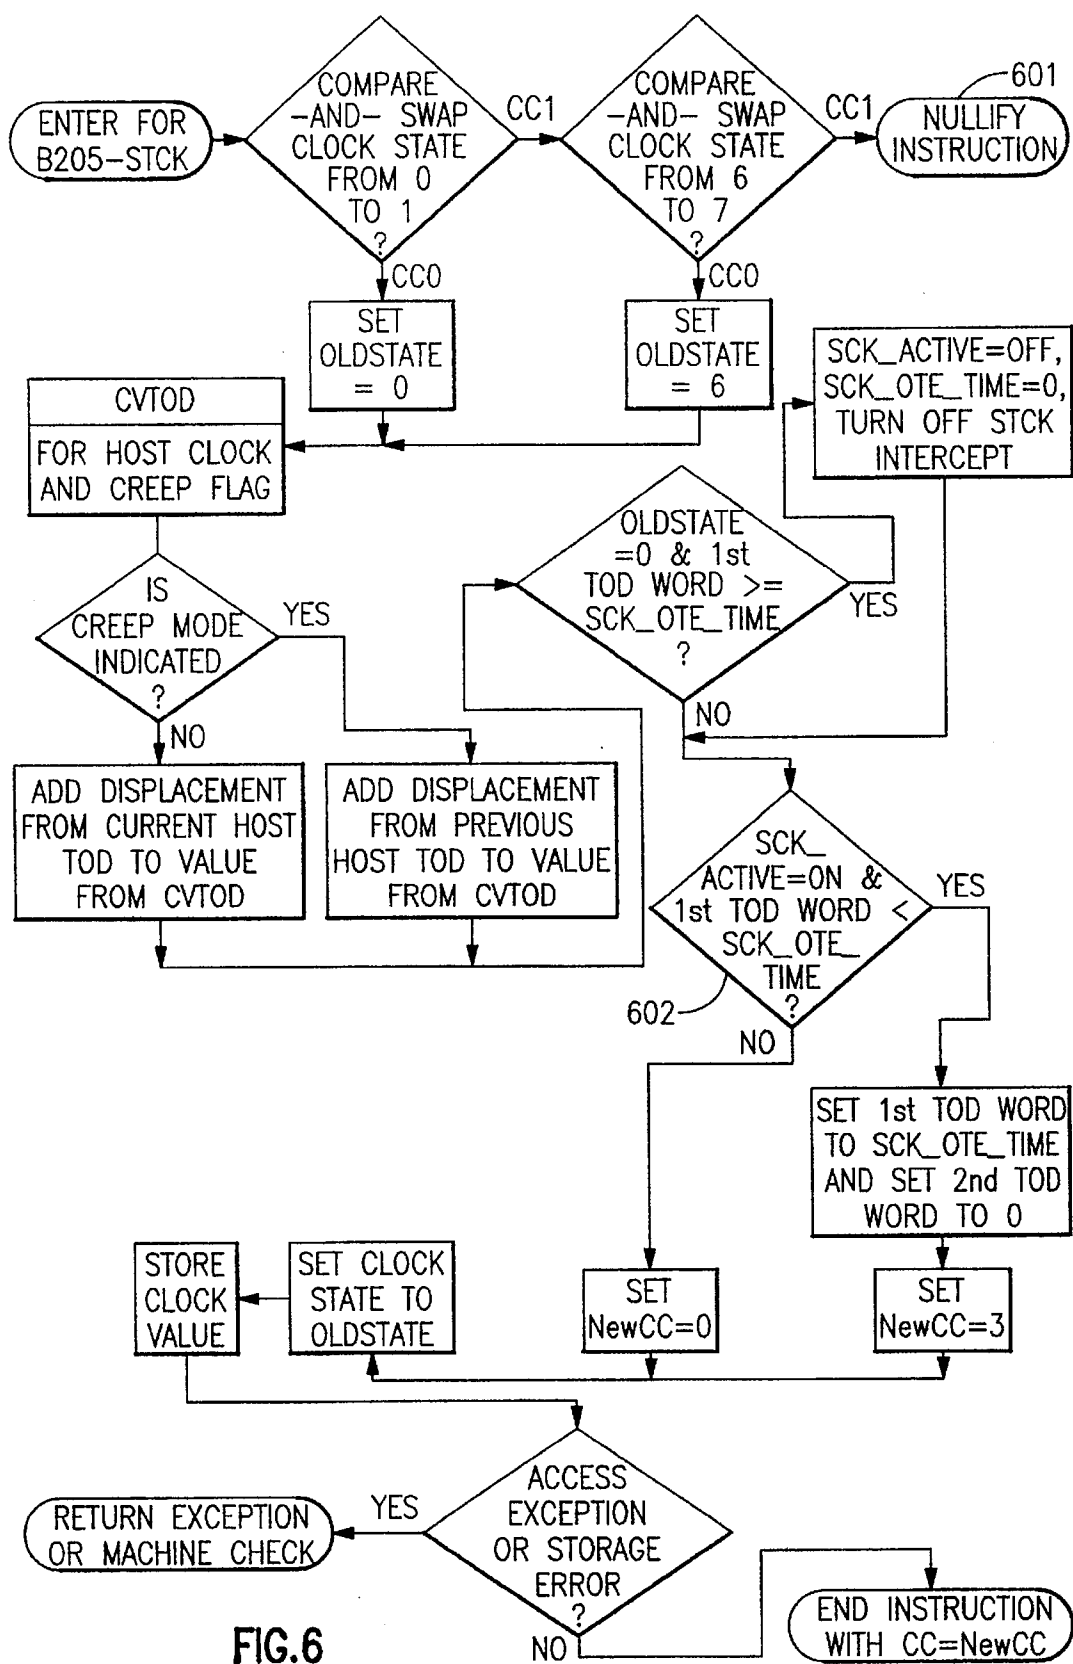 ENTER FOR
B205-STCK
COMPARE
-AND- SWAP
CLOCK STATE
FROM 0
TO 1
?
CC1
COMPARE
-AND- SWAP
CLOCK STATE
FROM 6
TO 7
?
CC1
601
NULLIFY
INSTRUCTION
CC0
CC0
SET
OLDSTATE
= 0
SET
OLDSTATE
= 6
SCK_ACTIVE=OFF,
SCK_OTE_TIME=0,
TURN OFF STCK
INTERCEPT
CVTOD
FOR HOST CLOCK
AND CREEP FLAG
OLDSTATE
=0 & 1st
TOD WORD >=
SCK_OTE_TIME
?
YES
NO
IS
CREEP MODE
INDICATED
?
YES
NO
ADD DISPLACEMENT
FROM CURRENT HOST
TOD TO VALUE
FROM CVTOD
ADD DISPLACEMENT
FROM PREVIOUS
HOST TOD TO VALUE
FROM CVTOD
SCK_
ACTIVE=ON &
1st TOD WORD <
SCK_OTE_
TIME
?
YES
602
NO
SET 1st TOD WORD
TO SCK_OTE_TIME
AND SET 2nd TOD
WORD TO 0
STORE
CLOCK
VALUE
SET CLOCK
STATE TO
OLDSTATE
SET
NewCC=0
SET
NewCC=3
ACCESS
EXCEPTION
OR STORAGE
ERROR
?
YES
RETURN EXCEPTION
OR MACHINE CHECK
NO
END INSTRUCTION
WITH CC=NewCC
FIG.6